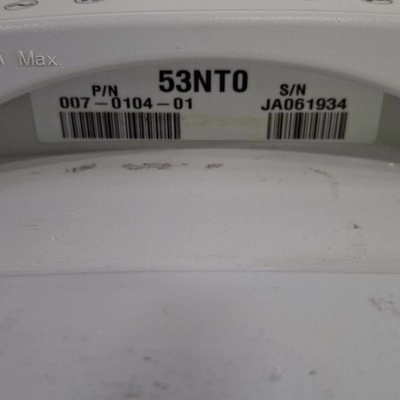 A Max.
P/N 53NT0 S/N
007-0104-01 JA061934